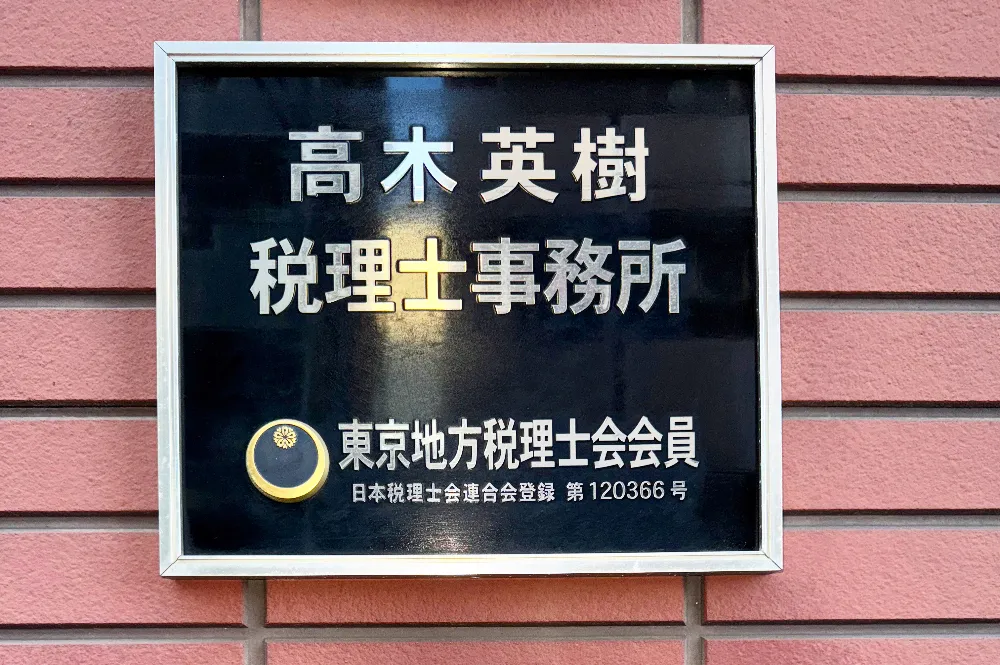 高木英樹
税理士事務所
東京地方税理士会会員
日本税理士会連合会登録 第120366号